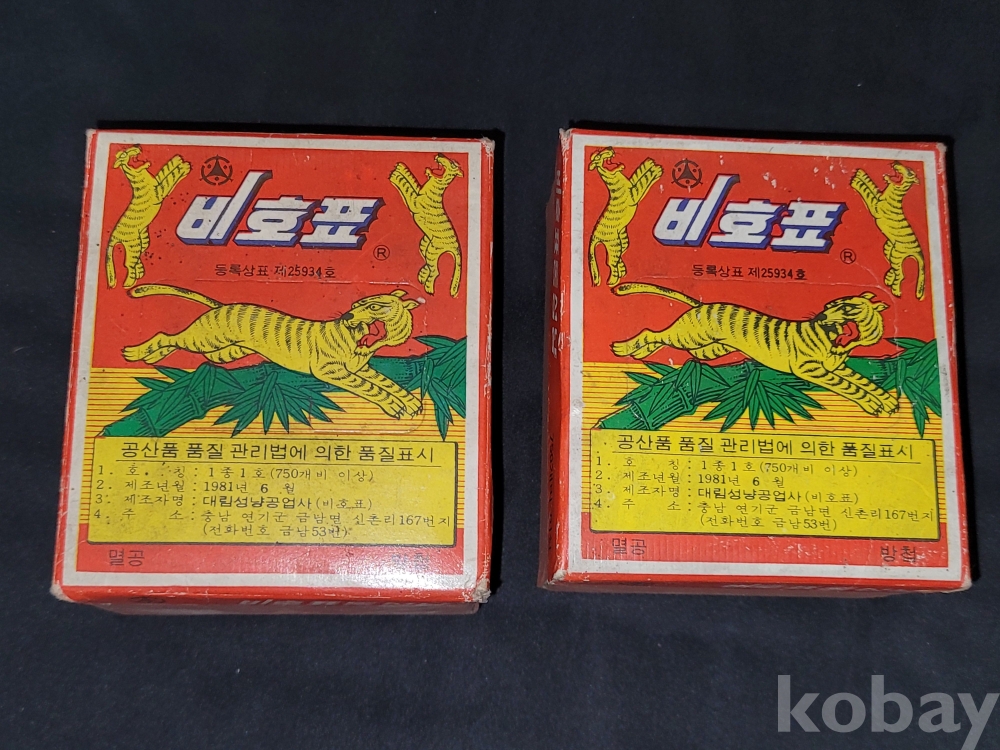 비호표
®
등록상표 제25934호
공산품 품질 관리법에 의한 품질표시
1. 호 칭 : 1종1호(750개비 이상)
2. 제조년월 : 1981년 6 월
3. 제조자명 : 대림성냥공업사(비호표)
4. 주 소 : 충남 연기군 금남면 신촌리167번지
(전화번호 금남53번)
멸공
비호표
®
등록상표 제25934호
공산품 품질 관리법에 의한 품질표시
1. 호 칭 : 1종1호(750개비 이상)
2. 제조년월 : 1981년 6 월
3. 제조자명 : 대림성냥공업사(비호표)
4. 주 소 : 충남 연기군 금남면 신촌리167번지
(전화번호 금남53번)
멸공 방첩
kobay